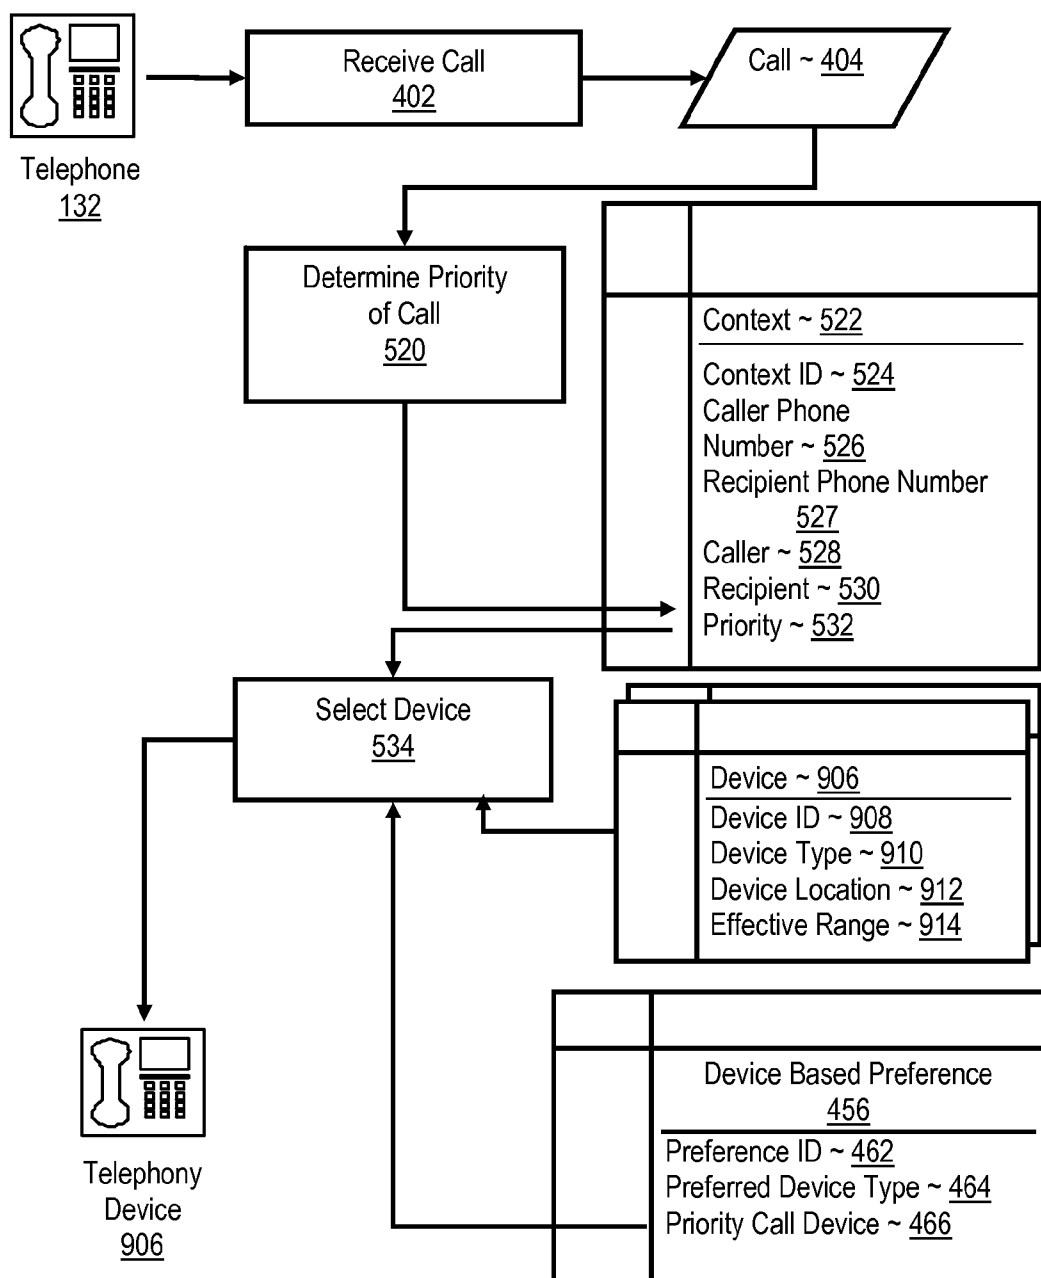 Receive Call
402
Call ~ 404
Telephone
132
Determine Priority
of Call
520
Context ~ 522
Context ID ~ 524
Caller Phone
Number ~ 526
Recipient Phone Number
527
Caller ~ 528
Recipient ~ 530
Priority ~ 532
Select Device
534
Device ~ 906
Device ID ~ 908
Device Type ~ 910
Device Location ~ 912
Effective Range ~ 914
Device Based Preference
456
Preference ID ~ 462
Preferred Device Type ~ 464
Priority Call Device ~ 466
Telephony
Device
906